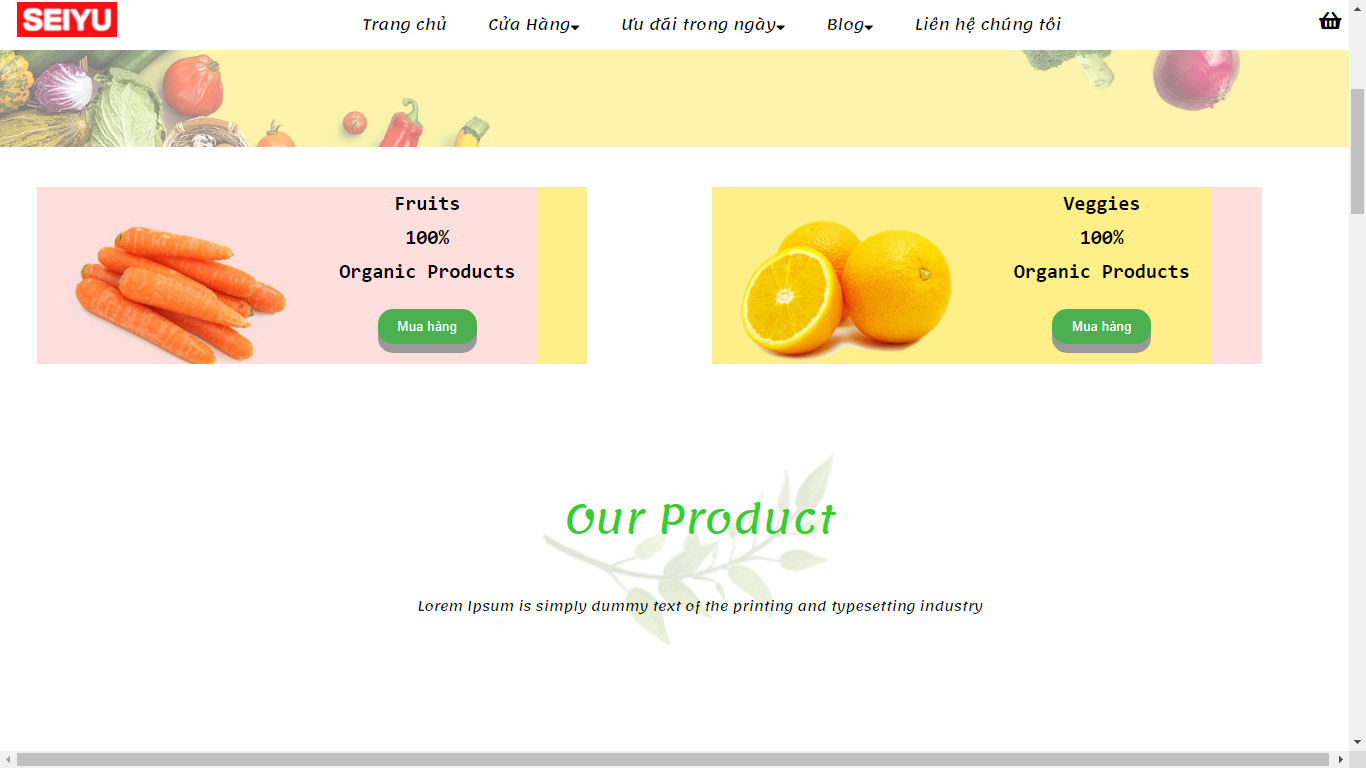 SEIYU
Trang chủ Cửa Hàng Ưu đãi trong ngày Blog Liên hệ chúng tôi
Fruits
100%
Organic Products
Mua hàng
Veggies
100%
Organic Products
Mua hàng
Our Product
Lorem Ipsum is simply dummy text of the printing and typesetting industry